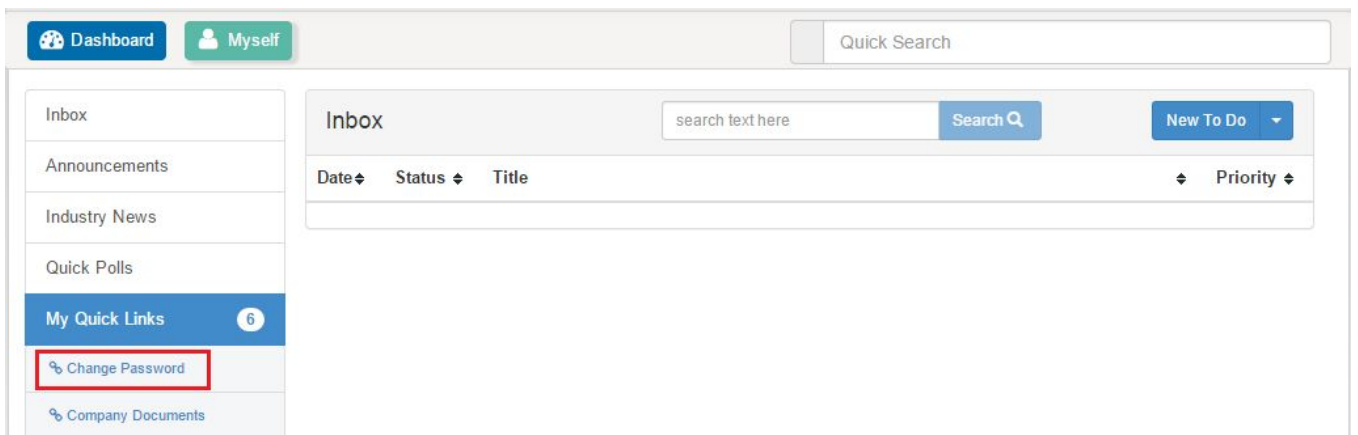 Dashboard Myself Quick Search
Inbox
Announcements
Industry News
Quick Polls
My Quick Links 6
Change Password
Company Documents
Inbox search text here Search New To Do
Date Status Title Priority